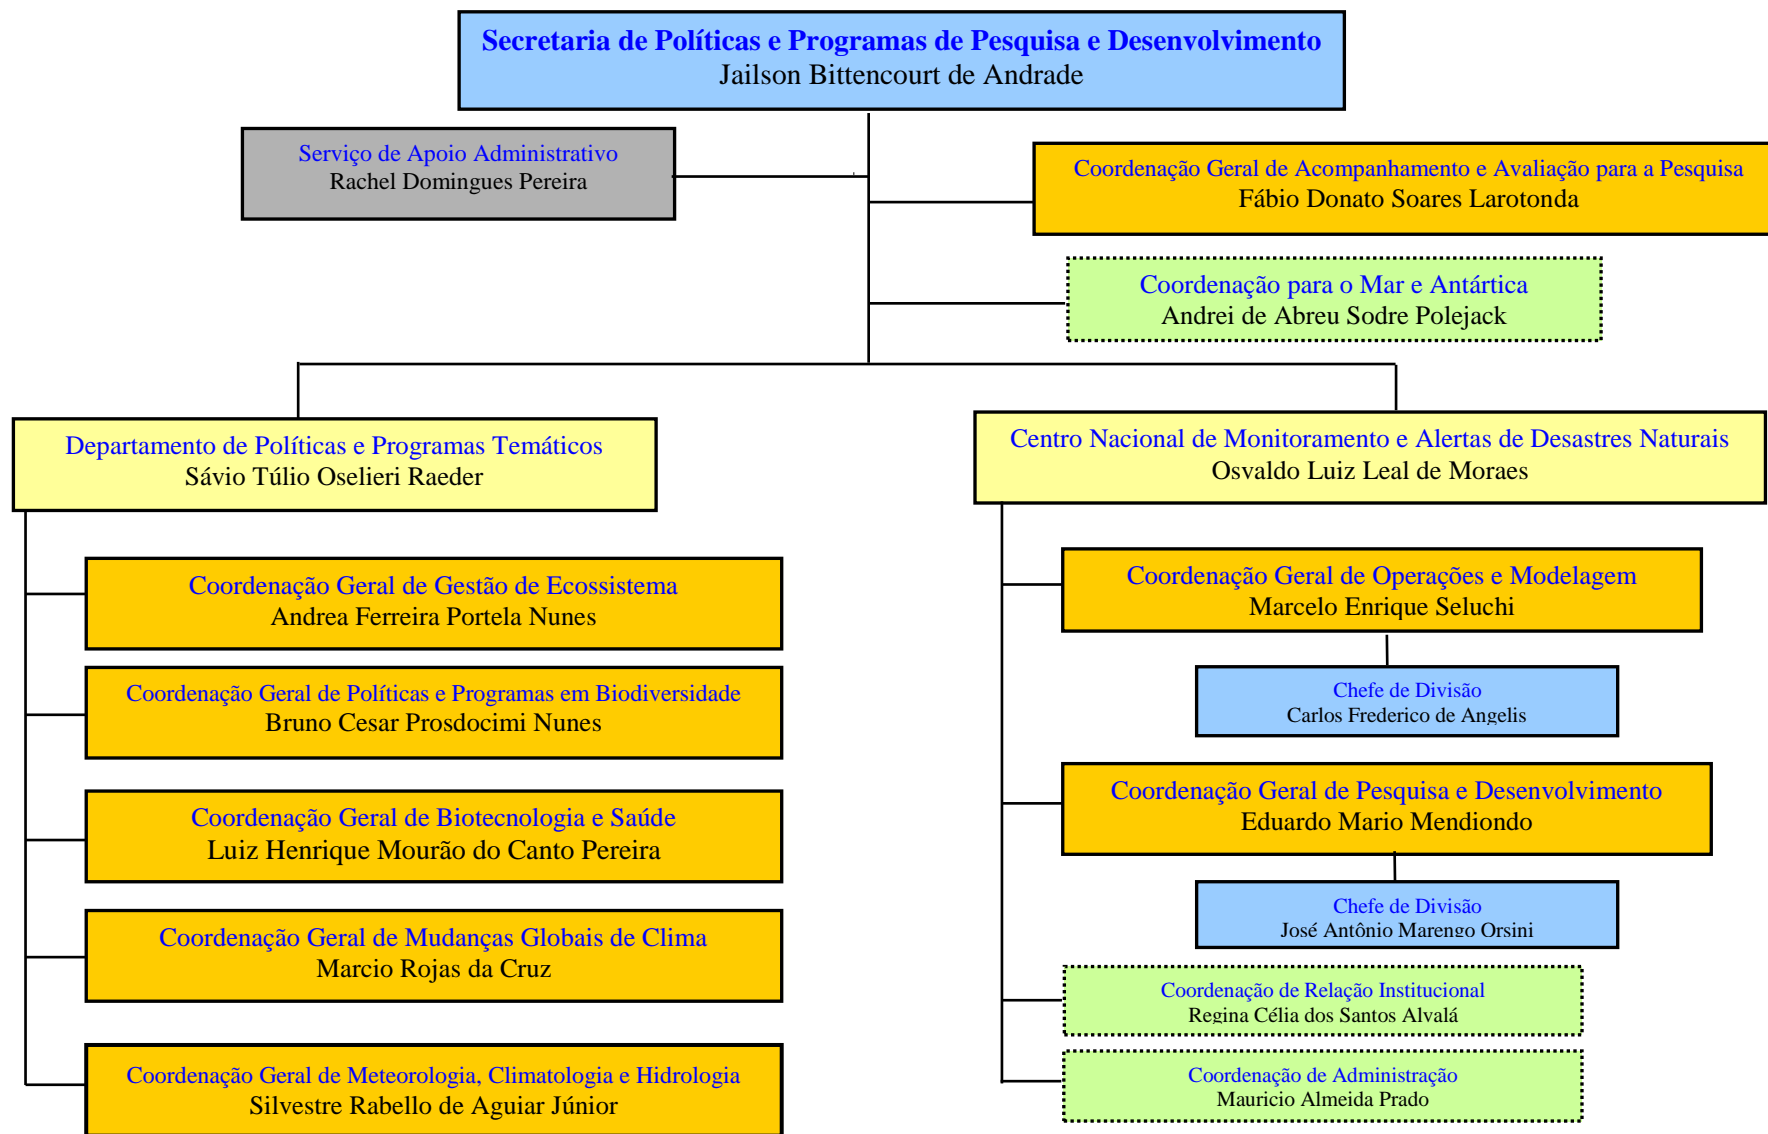 Secretaria de Políticas e Programas de Pesquisa e Desenvolvimento
Jailson Bittencourt de Andrade
Serviço de Apoio Administrativo
Rachel Domingues Pereira
Coordenação Geral de Acompanhamento e Avaliação para a Pesquisa
Fábio Donato Soares Larotonda
Coordenação para o Mar e Antártica
Andrei de Abreu Sodre Polejack
Departamento de Políticas e Programas Temáticos
Sávio Túlio Oselieri Raeder
Coordenação Geral de Gestão de Ecossistema
Andrea Ferreira Portela Nunes
Coordenação Geral de Políticas e Programas em Biodiversidade
Bruno Cesar Prosdocimi Nunes
Coordenação Geral de Biotecnologia e Saúde
Luiz Henrique Mourão do Canto Pereira
Coordenação Geral de Mudanças Globais de Clima
Marcio Rojas da Cruz
Coordenação Geral de Meteorologia, Climatologia e Hidrologia
Silvestre Rabello de Aguiar Júnior
Centro Nacional de Monitoramento e Alertas de Desastres Naturais
Osvaldo Luiz Leal de Moraes
Coordenação Geral de Operações e Modelagem
Marcelo Enrique Seluchi
Chefe de Divisão
Carlos Frederico de Angelis
Coordenação Geral de Pesquisa e Desenvolvimento
Eduardo Mario Mendiondo
Chefe de Divisão
José Antônio Marengo Orsini
Coordenação de Relação Institucional
Regina Célia dos Santos Alvalá
Coordenação de Administração
Mauricio Almeida Prado